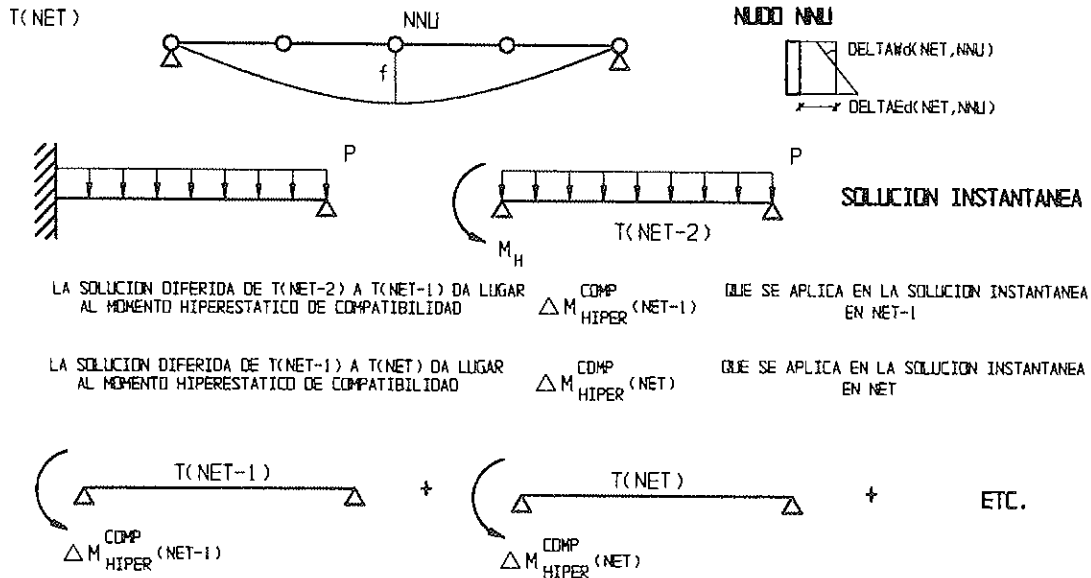 T(NET)
NNU
NUDO NNU
f
DELTAWd(NET,NNU)
DELTAEd(NET,NNU)
P
P
SOLUCION INSTANTANEA
T(NET-2)
M_H
LA SOLUCION DIFERIDA DE T(NET-2) A T(NET-1) DA LUGAR
AL MOMENTO HIPERESTATICO DE COMPATIBILIDAD
△ M COMP HIPER (NET-1)
QUE SE APLICA EN LA SOLUCION INSTANTANEA
EN NET-1
LA SOLUCION DIFERIDA DE T(NET-1) A T(NET) DA LUGAR
AL MOMENTO HIPERESTATICO DE COMPATIBILIDAD
△ M COMP HIPER (NET)
QUE SE APLICA EN LA SOLUCION INSTANTANEA
EN NET
T(NET-1)
+
T(NET)
+
ETC.
△ M COMP HIPER (NET-1)
△ M COMP HIPER (NET)